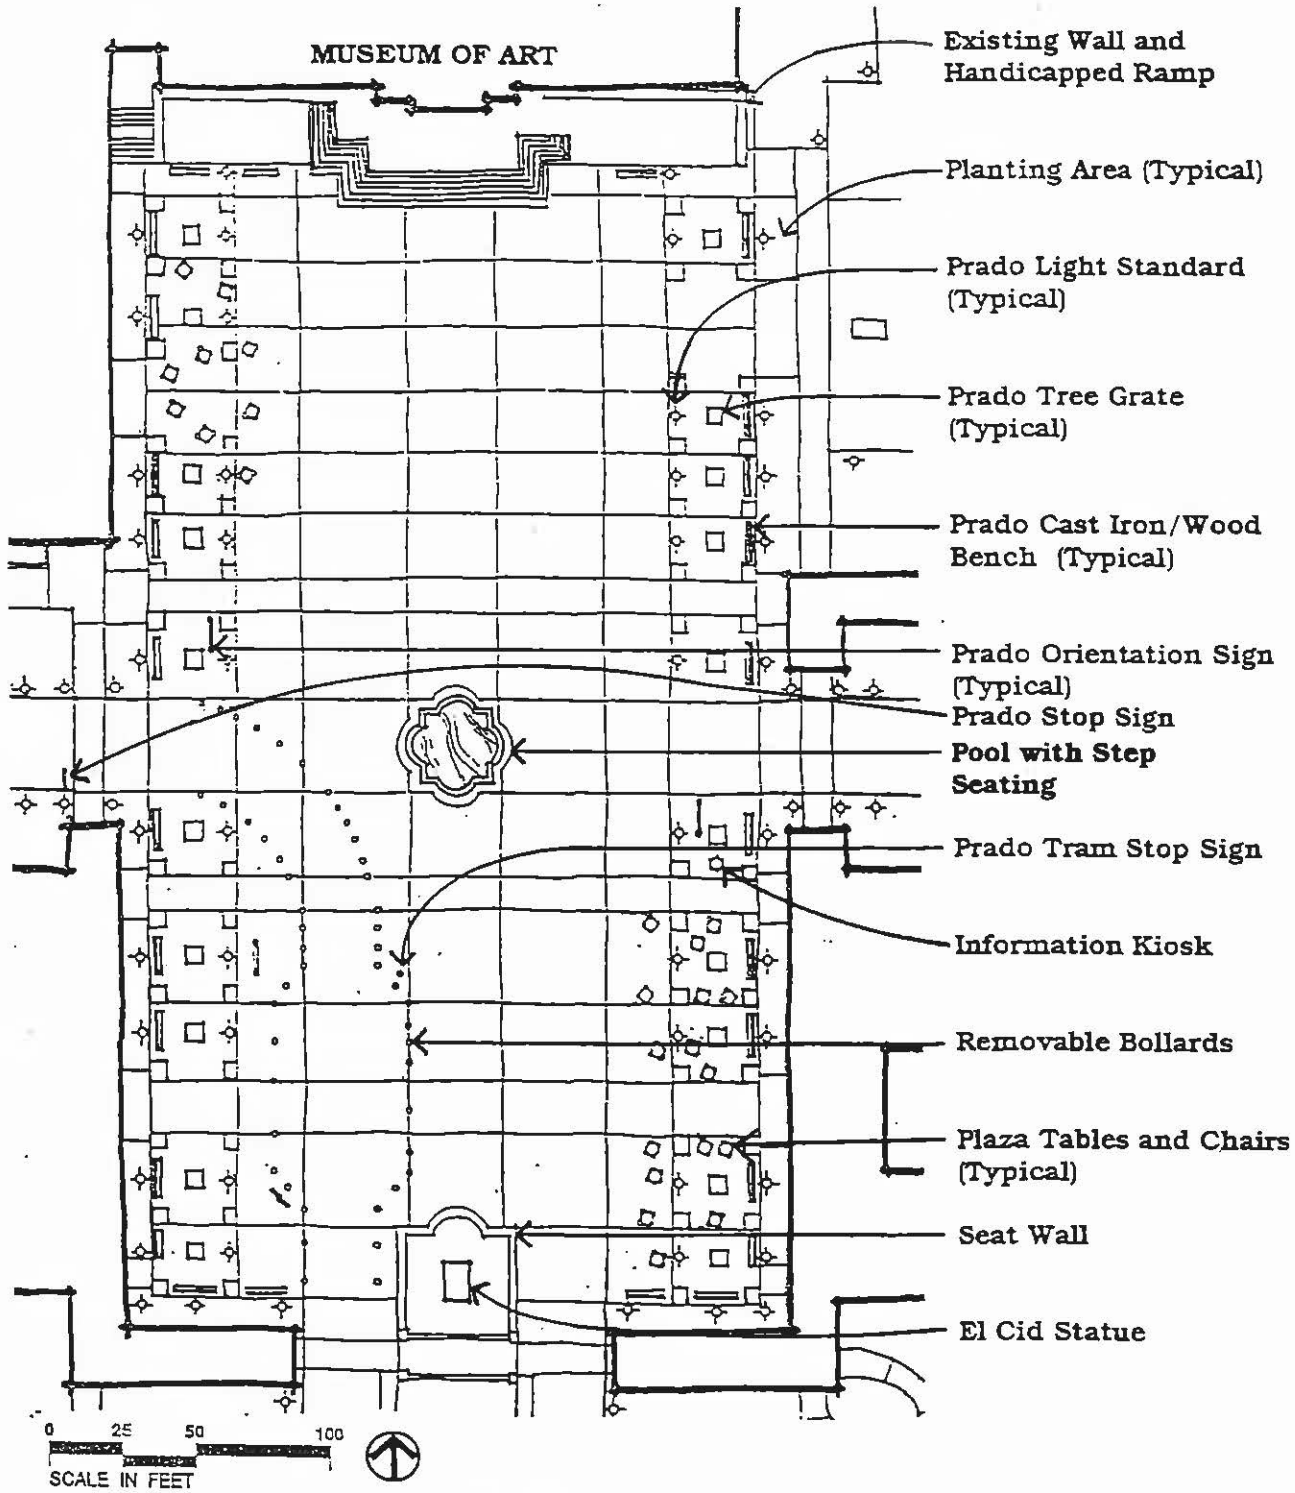 MUSEUM OF ART
Existing Wall and
Handicapped Ramp
Planting Area (Typical)
Prado Light Standard
(Typical)
Prado Tree Grate
(Typical)
Prado Cast Iron/Wood
Bench (Typical)
Prado Orientation Sign
(Typical)
Prado Stop Sign
Pool with Step
Seating
Prado Tram Stop Sign
Information Kiosk
Removable Bollards
Plaza Tables and Chairs
(Typical)
Seat Wall
El Cid Statue
0 25 50 100
SCALE IN FEET